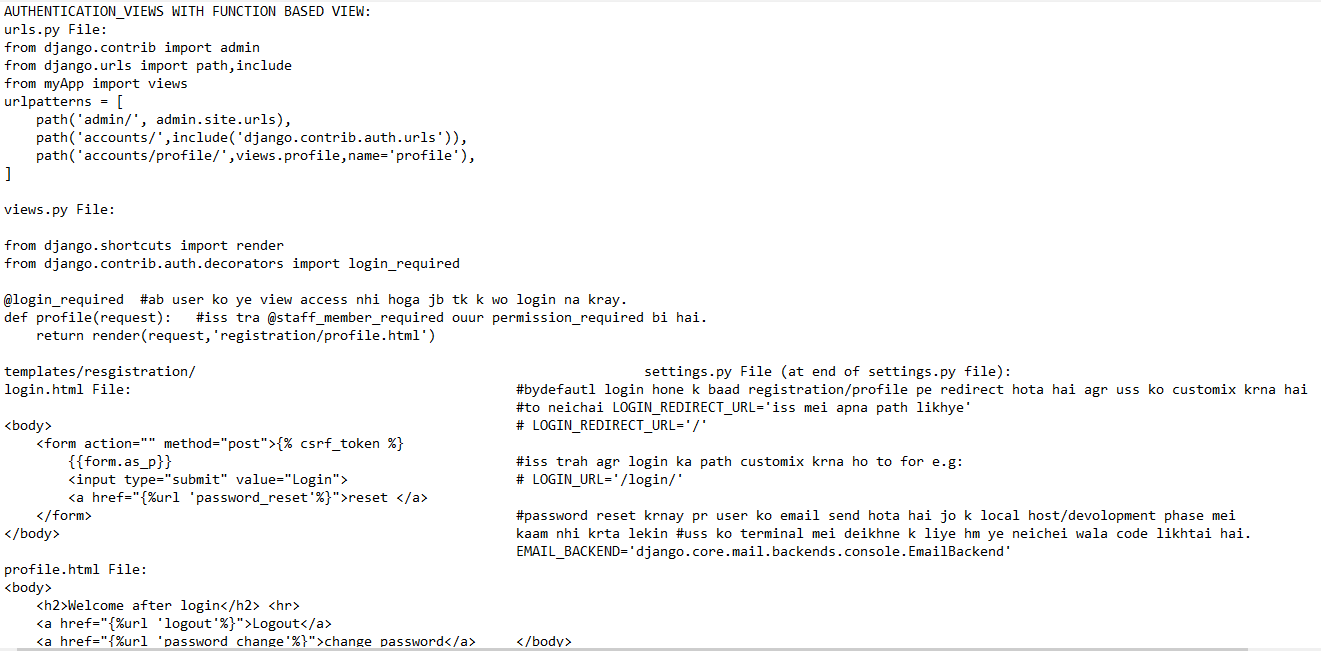 AUTHENTICATION_VIEWS WITH FUNCTION BASED VIEW:
urls.py File:
from django.contrib import admin
from django.urls import path,include
from myApp import views
urlpatterns = [
    path('admin/', admin.site.urls),
    path('accounts/',include('django.contrib.auth.urls')),
    path('accounts/profile/',views.profile,name='profile'),
]

views.py File:

from django.shortcuts import render
from django.contrib.auth.decorators import login_required

@login_required  #ab user ko ye view access nhi hoga jb tk k wo login na kray.
def profile(request):   #iss tra @staff_member_required ouur permission_required bi hai.
    return render(request,'registration/profile.html')

templates/resgistration/                                                        settings.py File (at end of settings.py file):
login.html File:                                                #bydefautl login hone k baad registration/profile pe redirect hota hai agr uss ko customix krna hai
                                                                #to neichai LOGIN_REDIRECT_URL='iss mei apna path likhye'
<body>                                                          # LOGIN_REDIRECT_URL='/'
    <form action="" method="post">{% csrf_token %}
        {{form.as_p}}                                           #iss trah agr login ka path customix krna ho to for e.g:
        <input type="submit" value="Login">                     # LOGIN_URL='/login/'
        <a href="{%url 'password_reset'%}">reset </a>
    </form>                                                     #password reset krnay pr user ko email send hota hai jo k local host/devolopment phase mei
</body>                                                         kaam nhi krta lekin #uss ko terminal mei deikhne k liye hm ye neichei wala code likhtai hai.
                                                                EMAIL_BACKEND='django.core.mail.backends.console.EmailBackend'
profile.html File:
<body>
    <h2>Welcome after login</h2> <hr>
    <a href="{%url 'logout'%}">Logout</a>
    <a href="{%url 'password_change'%}">change password</a>     </body>